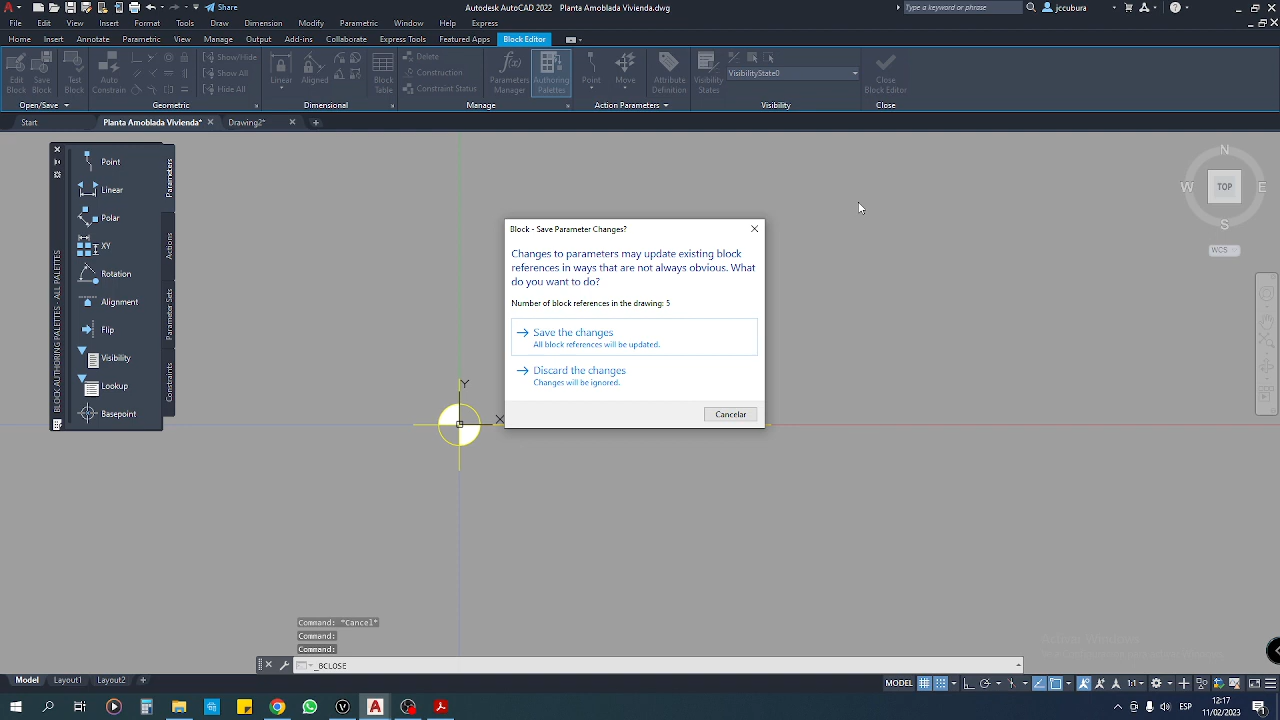 Share
Autodesk AutoCAD 2022 Planta Amoblada Vivienda.dwg
Type a keyword or phrase
jccubura
File Edit View Insert Format Tools Draw Dimension Modify Parametric Window Help Express
Home Insert Annotate Parametric View Manage Output Add-ins Collaborate Express Tools Featured Apps Block Editor
Edit Block
Save Block
Test Block
Auto Constrain
Show/Hide
Show All
Hide All
Linear
Aligned
Block Table
Delete
Construction
Constraint Status
Parameters Manager
Authoring Palettes
Point
Move
Attribute Definition
Visibility States
VisibilityState0
Close Block Editor
Open/Save
Geometric
Dimensional
Manage
Action Parameters
Visibility
Close
Start
Planta Amoblada Vivienda*
Drawing2*
Point
Linear
Polar
XY
Rotation
Alignment
Flip
Visibility
Lookup
Basepoint
Parameters
Actions
Parameter Sets
Constraints
BLOCK AUTHORING PALETTES - ALL PALETTES
Block - Save Parameter Changes?
Changes to parameters may update existing block
references in ways that are not always obvious. What
do you want to do?
Number of block references in the drawing: 5
Save the changes
All block references will be updated.
Discard the changes
Changes will be ignored.
Cancelar
Y
X
N
W
TOP
E
S
WCS
Command: *Cancel*
Command:
Command:
_BCLOSE
Model Layout1 Layout2
MODEL
1:1
ESP
12:17
11/02/2023